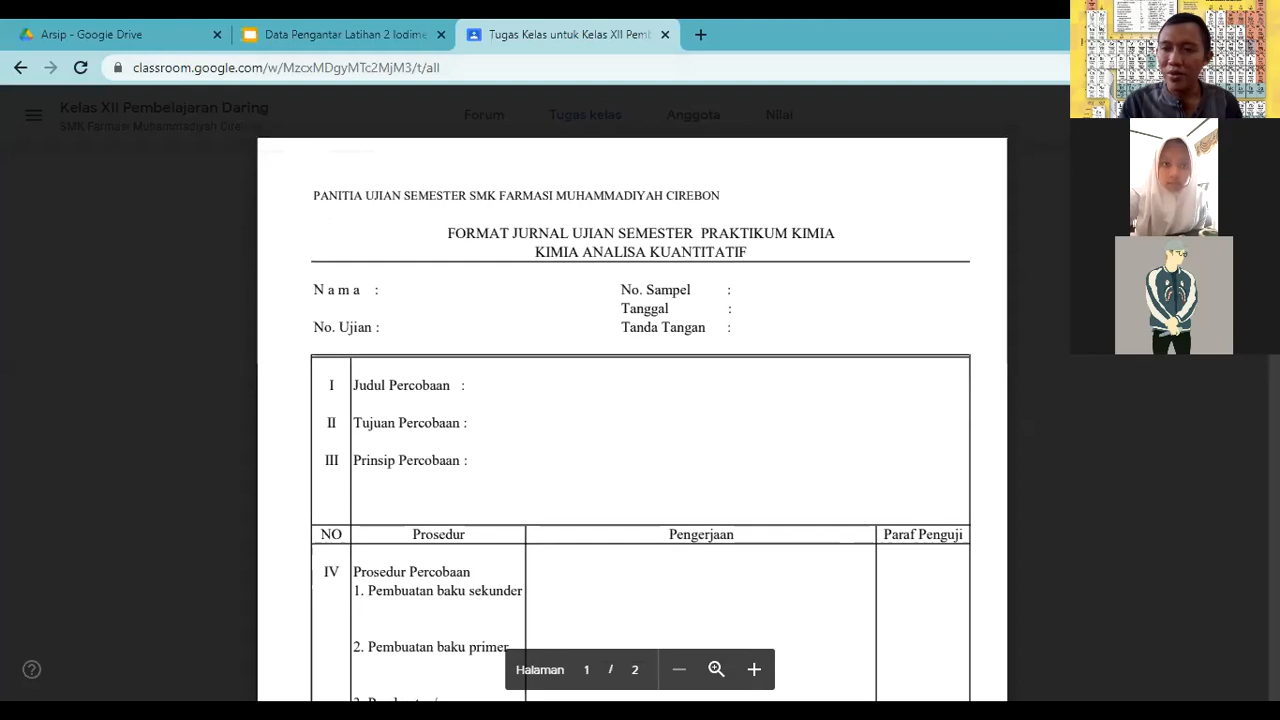 Arsip - Google Drive
Data Pengantar Latihan 2 Iodime
Tugas Kelas untuk Kelas XII Pemb
classroom.google.com/w/MzcxMDgyMTc2MjM3/t/all
Kelas XII Pembelajaran Daring
SMK Farmasi Muhammadiyah Cire
Forum
Tugas kelas
Anggota
Nilai
PANITIA UJIAN SEMESTER SMK FARMASI MUHAMMADIYAH CIREBON
FORMAT JURNAL UJIAN SEMESTER PRAKTIKUM KIMIA
KIMIA ANALISA KUANTITATIF
N a m a :
No. Sampel :
Tanggal :
No. Ujian :
Tanda Tangan :
I Judul Percobaan :
II Tujuan Percobaan :
III Prinsip Percobaan :
NO Prosedur Pengerjaan Paraf Penguji
IV Prosedur Percobaan
1. Pembuatan baku sekunder
2. Pembuatan baku primer
Halaman 1 / 2